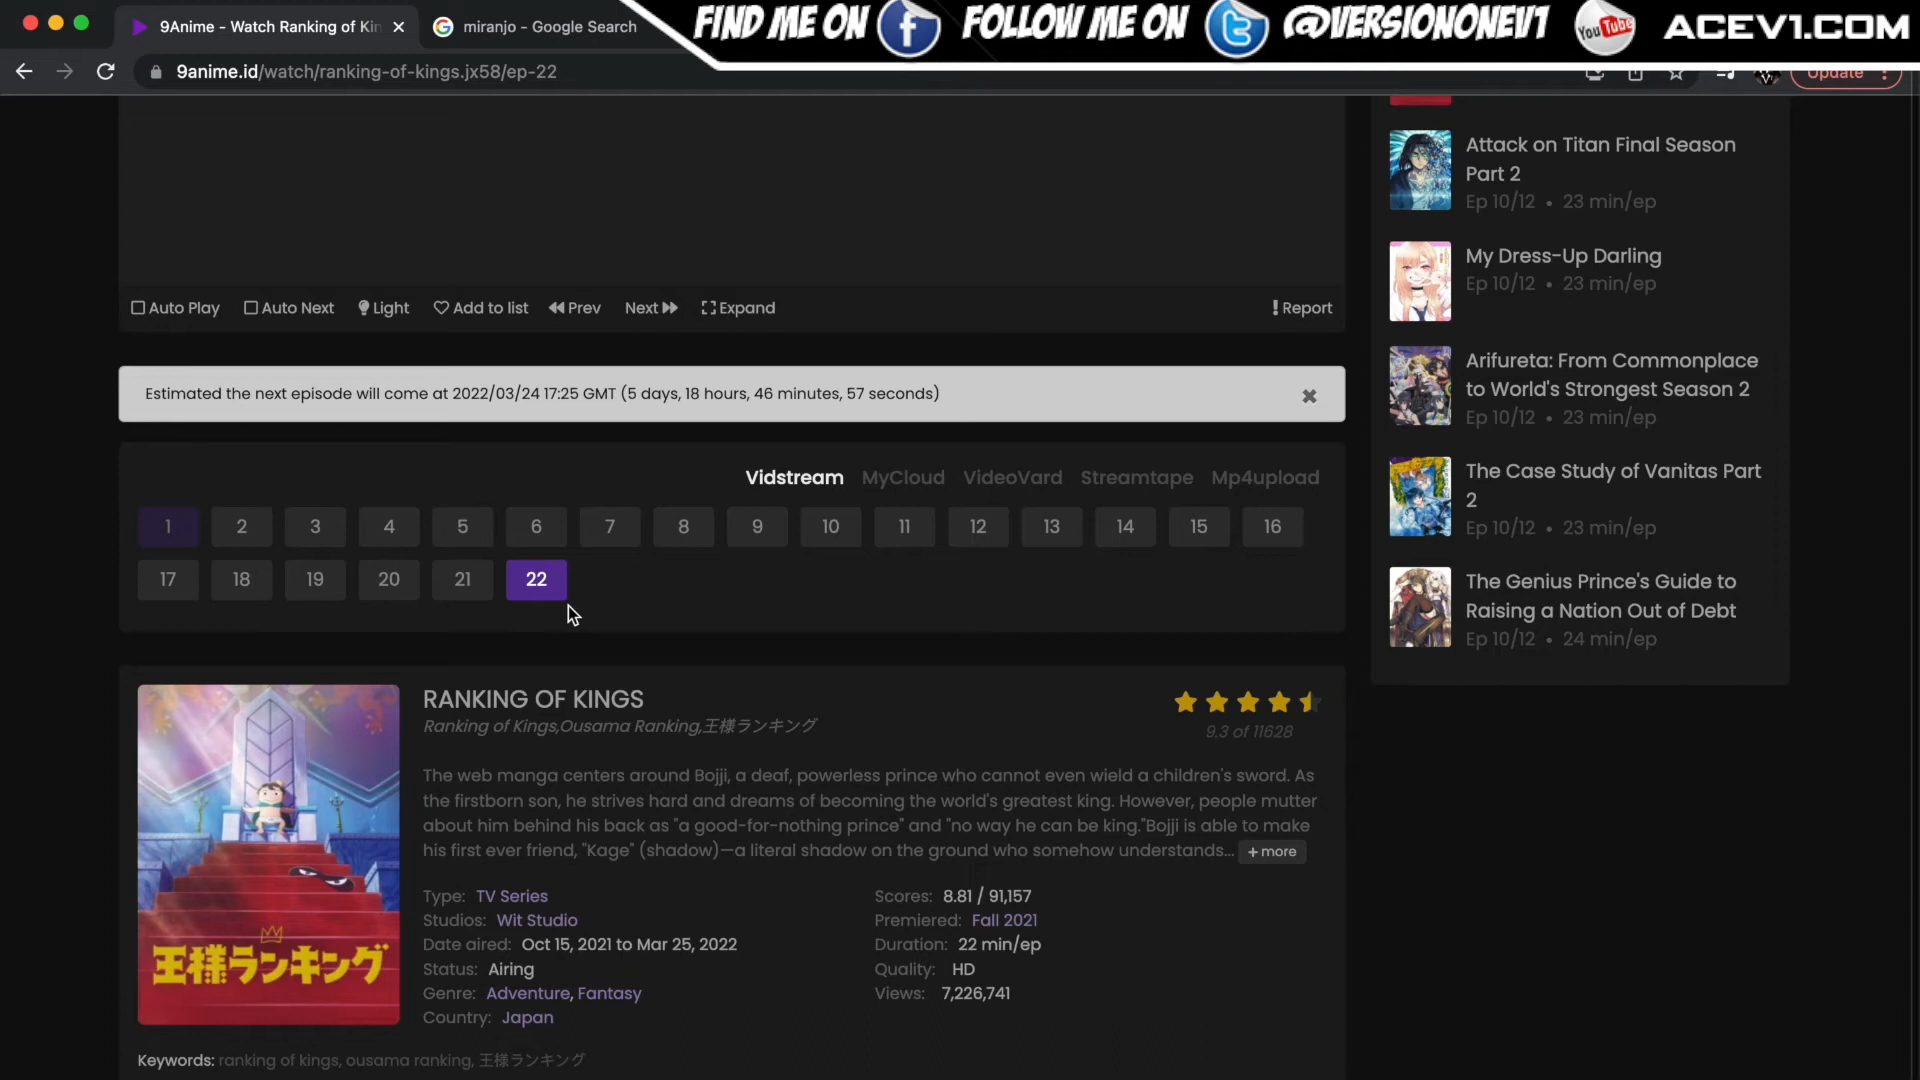 FIND ME ON FOLLOW ME ON @VERSIONONEV1 You Tube ACEV1.COM
9Anime - Watch Ranking of Kin
miranjo - Google Search
9anime.id/watch/ranking-of-kings.jx58/ep-22
Update
Auto Play Auto Next Light Add to list Prev Next Expand Report
Estimated the next episode will come at 2022/03/24 17:25 GMT (5 days, 18 hours, 46 minutes, 57 seconds)
Vidstream MyCloud VideoVard Streamtape Mp4upload
1 2 3 4 5 6 7 8 9 10 11 12 13 14 15 16
17 18 19 20 21 22
RANKING OF KINGS
Ranking of Kings,Ousama Ranking,王様ランキング
9.3 of 11628
The web manga centers around Bojji, a deaf, powerless prince who cannot even wield a children's sword. As
the firstborn son, he strives hard and dreams of becoming the world's greatest king. However, people mutter
about him behind his back as "a good-for-nothing prince" and "no way he can be king."Bojji is able to make
his first ever friend, "Kage" (shadow)—a literal shadow on the ground who somehow understands... + more
Type: TV Series
Studios: Wit Studio
Date aired: Oct 15, 2021 to Mar 25, 2022
Status: Airing
Genre: Adventure, Fantasy
Country: Japan
Scores: 8.81 / 91,157
Premiered: Fall 2021
Duration: 22 min/ep
Quality: HD
Views: 7,226,741
王様ランキング
Keywords: ranking of kings, ousama ranking, 王様ランキング
Attack on Titan Final Season
Part 2
Ep 10/12 • 23 min/ep
My Dress-Up Darling
Ep 10/12 • 23 min/ep
Arifureta: From Commonplace
to World's Strongest Season 2
Ep 10/12 • 23 min/ep
The Case Study of Vanitas Part
2
Ep 10/12 • 23 min/ep
The Genius Prince's Guide to
Raising a Nation Out of Debt
Ep 10/12 • 24 min/ep